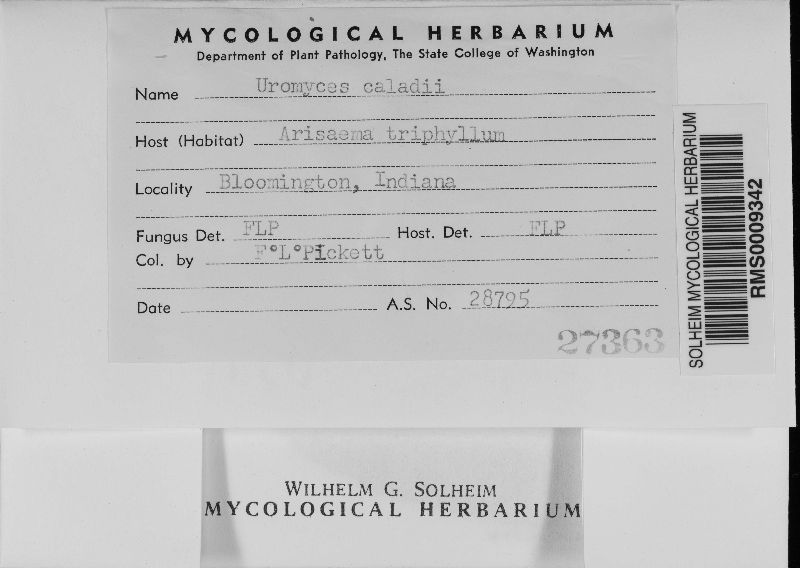 MYCOLOGICAL HERBARIUM
Department of Plant Pathology, The State College of Washington
Name Uromyces caladii
Host (Habitat) Arisaema triphyllum
Locality Bloomington, Indiana
Fungus Det. FLP Host. Det. FLP
Col. by F°L°Pickett
Date A.S. No. 28795
27363
SOLHEIM MYCOLOGICAL HERBARIUM
RMS0009342
WILHELM G. SOLHEIM
MYCOLOGICAL HERBARIUM